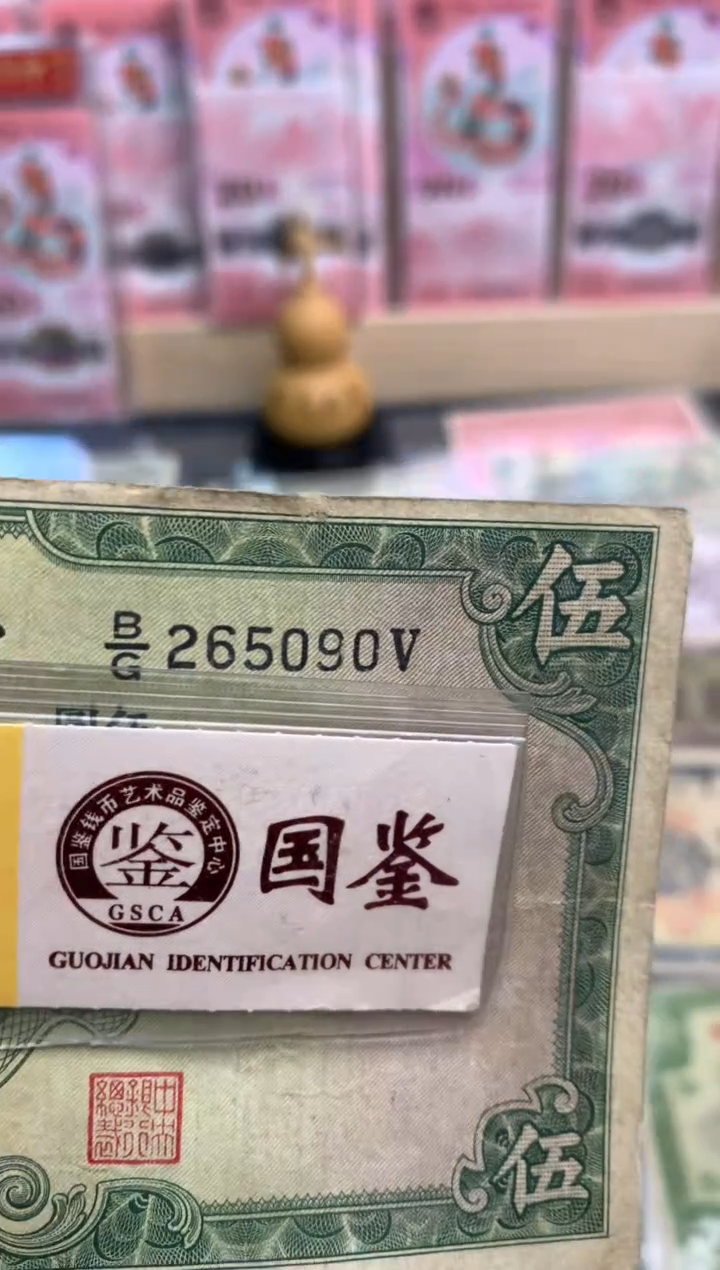 伍
B/G 265090V
国鉴钱币艺术品鉴定中心
鉴
GSCA
国鉴
GUOJIAN IDENTIFICATION CENTER
伍